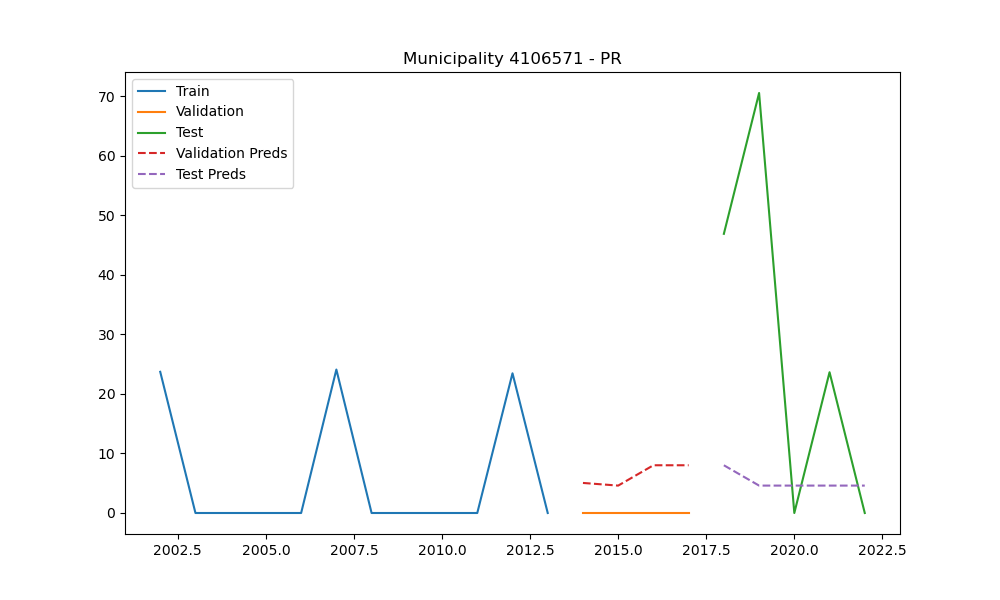 Municipality 4106571 - PR
Train
Validation
Test
Validation Preds
Test Preds
70
60
50
40
30
20
10
0
2002.5 2005.0 2007.5 2010.0 2012.5 2015.0 2017.5 2020.0 2022.5